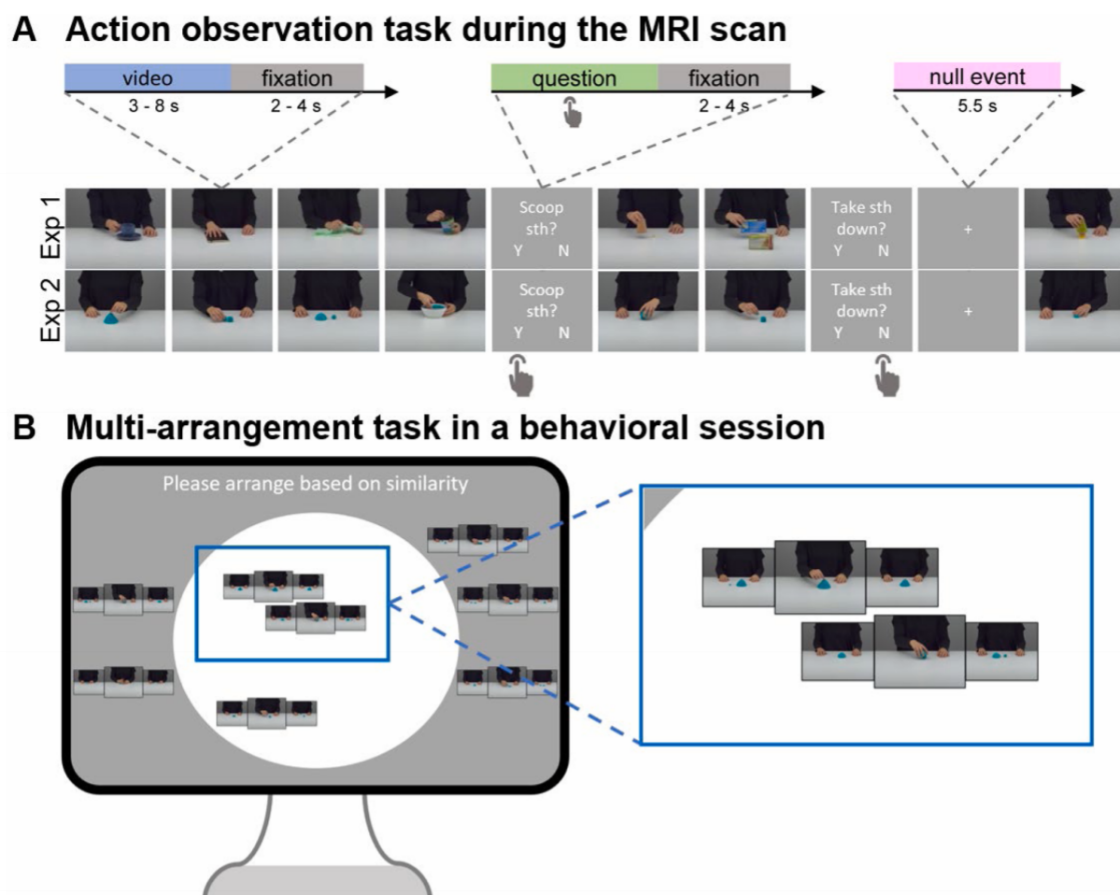 A Action observation task during the MRI scan
video fixation question fixation null event
3 - 8 s 2 - 4 s 2 - 4 s 5.5 s
Exp 1
Scoop
sth?
Y N
Take sth
down?
Y N
+
Exp 2
Scoop
sth?
Y N
Take sth
down?
Y N
+
B Multi-arrangement task in a behavioral session
Please arrange based on similarity